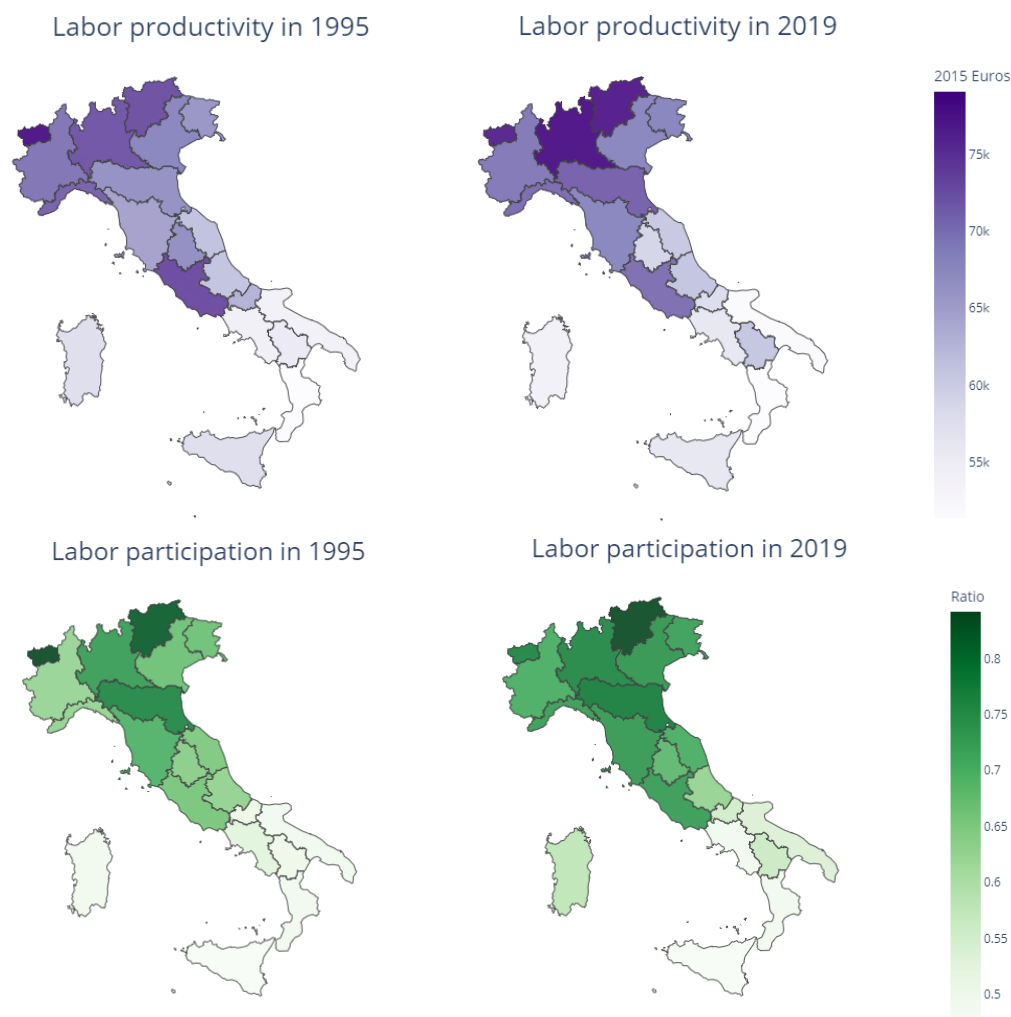 Labor productivity in 1995
Labor productivity in 2019
2015 Euros
75k
70k
65k
60k
55k
Labor participation in 1995
Labor participation in 2019
Ratio
0.8
0.75
0.7
0.65
0.6
0.55
0.5